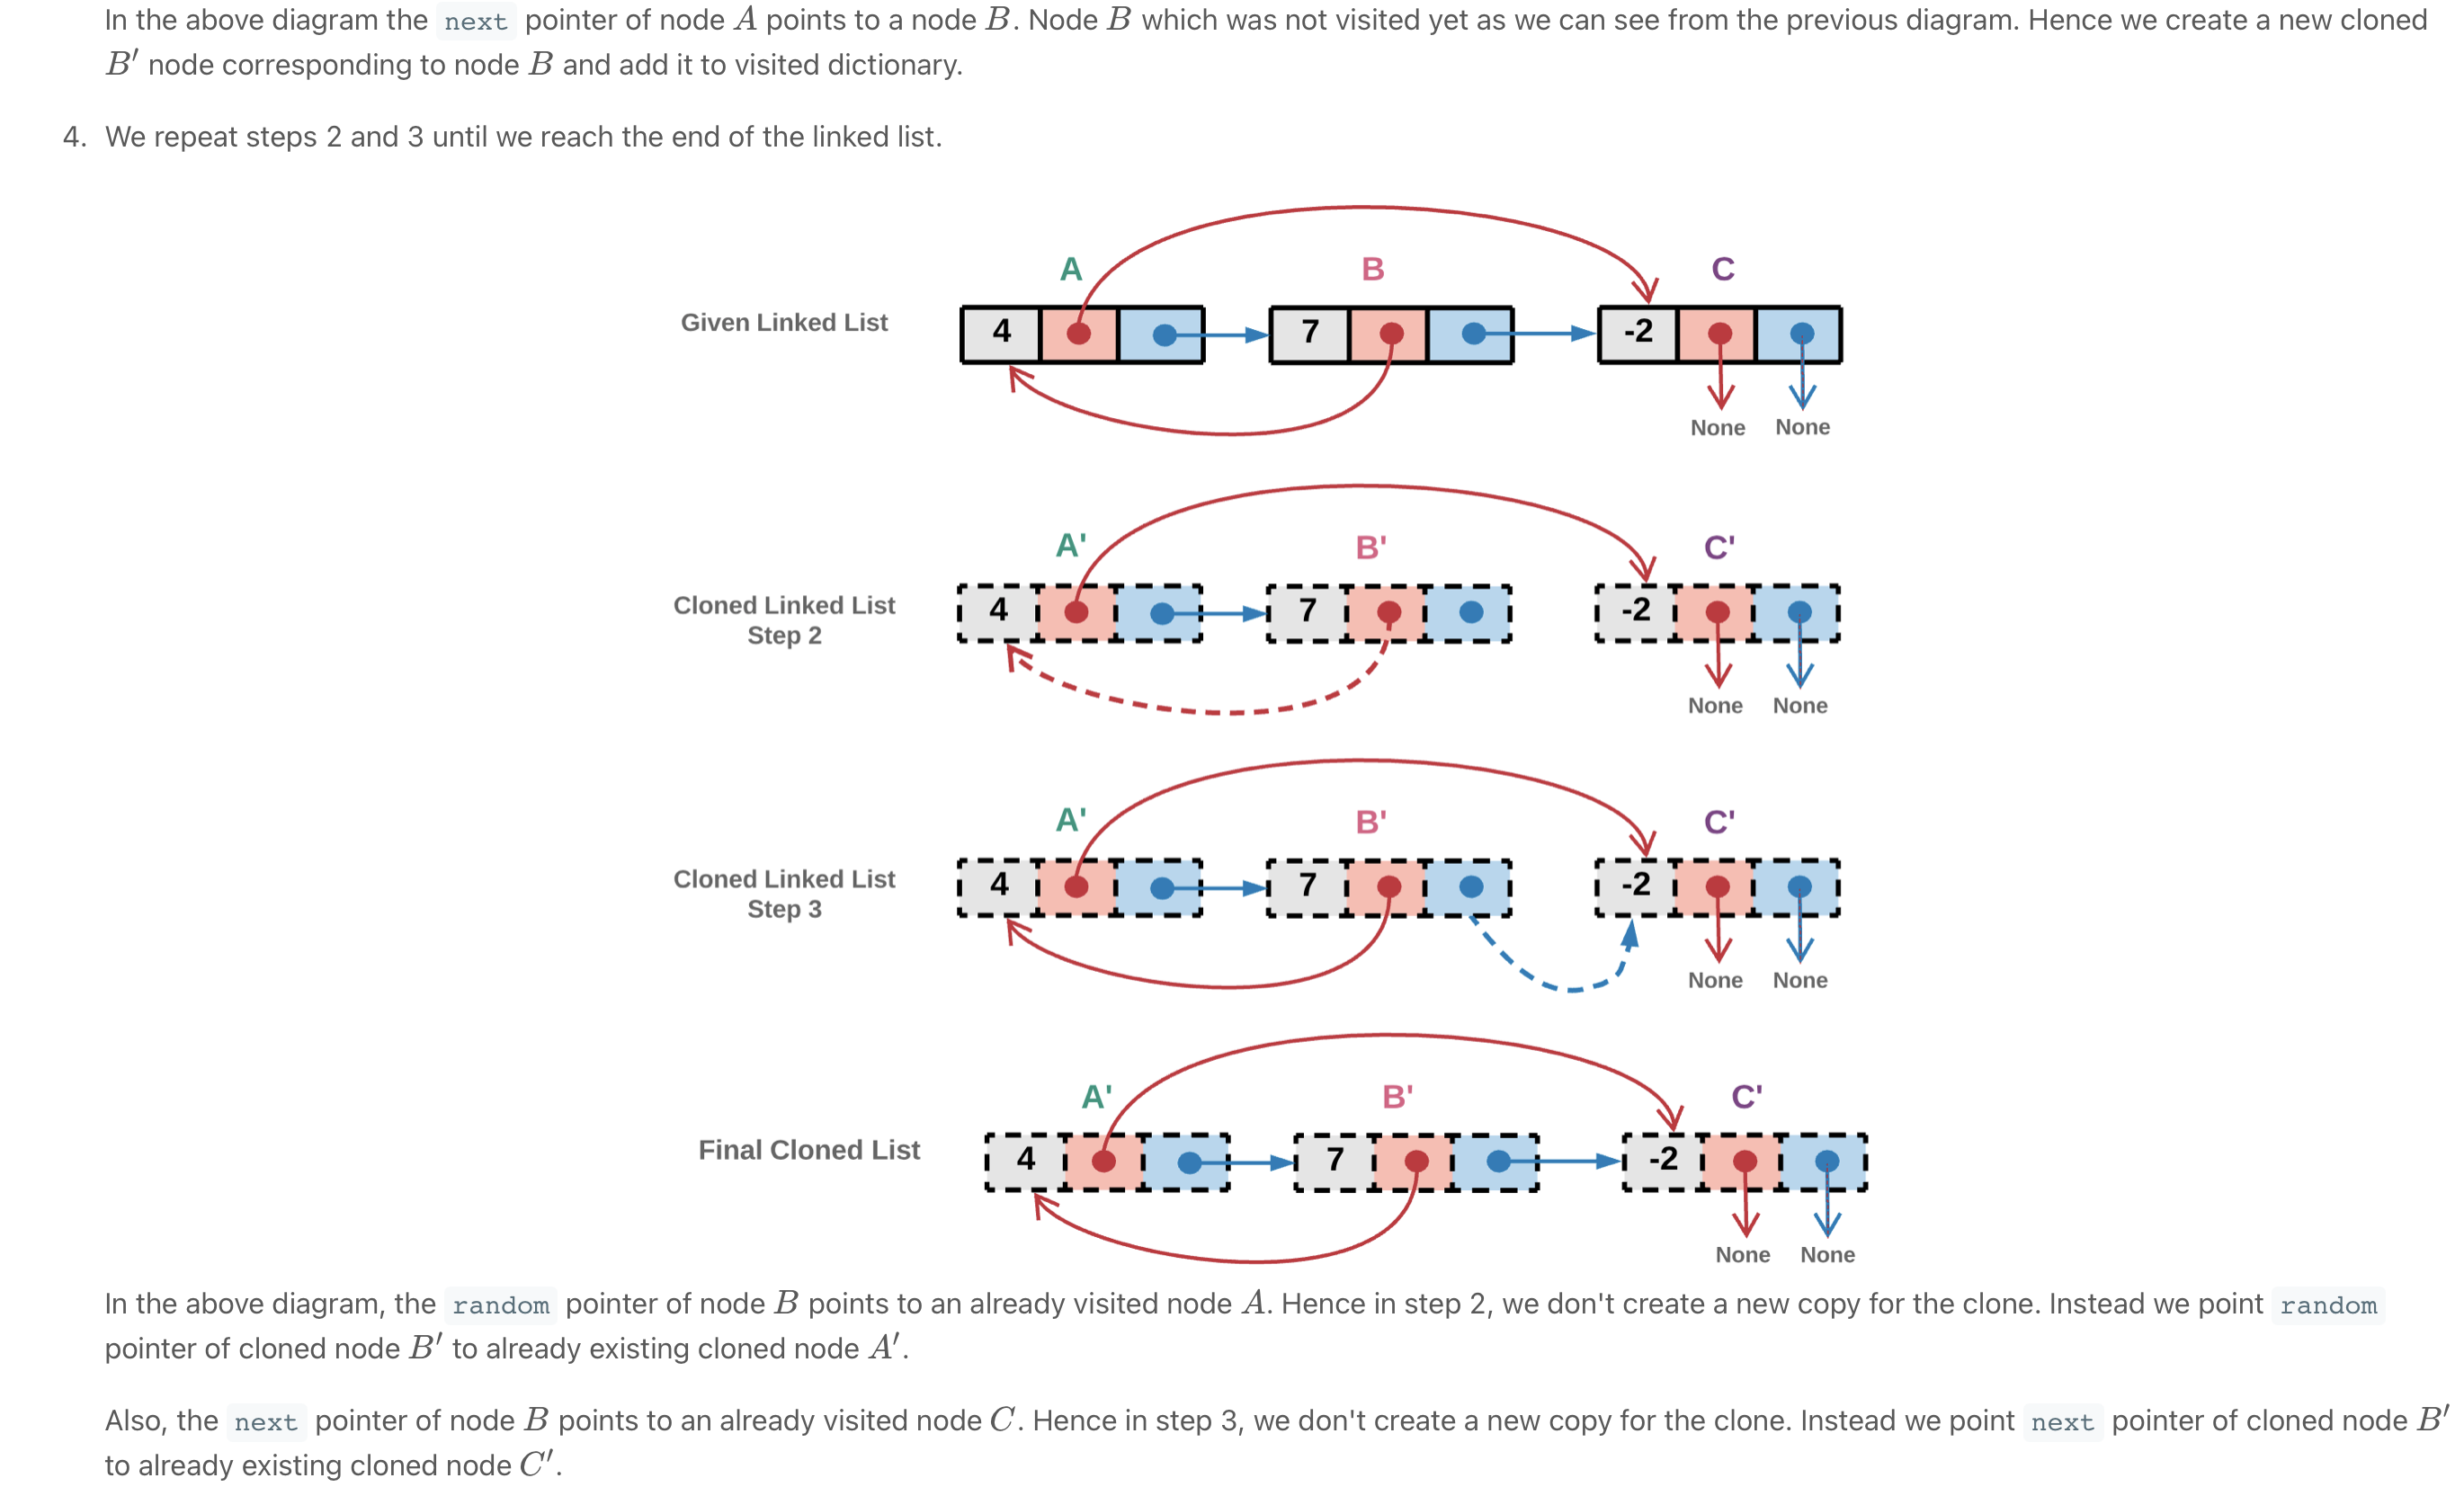 In the above diagram the next pointer of node A points to a node B. Node B which was not visited yet as we can see from the previous diagram. Hence we create a new cloned
B′ node corresponding to node B and add it to visited dictionary.
4. We repeat steps 2 and 3 until we reach the end of the linked list.
A B C
Given Linked List
4 7 -2
None None
A' B' C'
Cloned Linked List
Step 2
4 7 -2
None None
A' B' C'
Cloned Linked List
Step 3
4 7 -2
None None
A' B' C'
Final Cloned List
4 7 -2
None None
In the above diagram, the random pointer of node B points to an already visited node A. Hence in step 2, we don't create a new copy for the clone. Instead we point random
pointer of cloned node B′ to already existing cloned node A′.
Also, the next pointer of node B points to an already visited node C. Hence in step 3, we don't create a new copy for the clone. Instead we point next pointer of cloned node B′
to already existing cloned node C′.